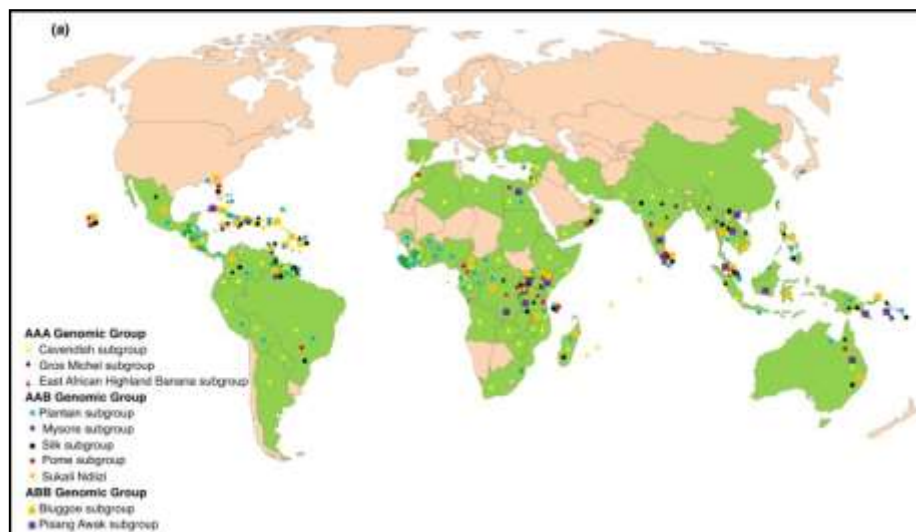 (a)
AAA Genomic Group
Cavendish subgroup
Gros Michel subgroup
East African Highland Banana subgroup
AAB Genomic Group
Plantain subgroup
Mysore subgroup
Silk subgroup
Pome subgroup
Sukali Ndiizi
ABB Genomic Group
Bluggoe subgroup
Pisang Awak subgroup